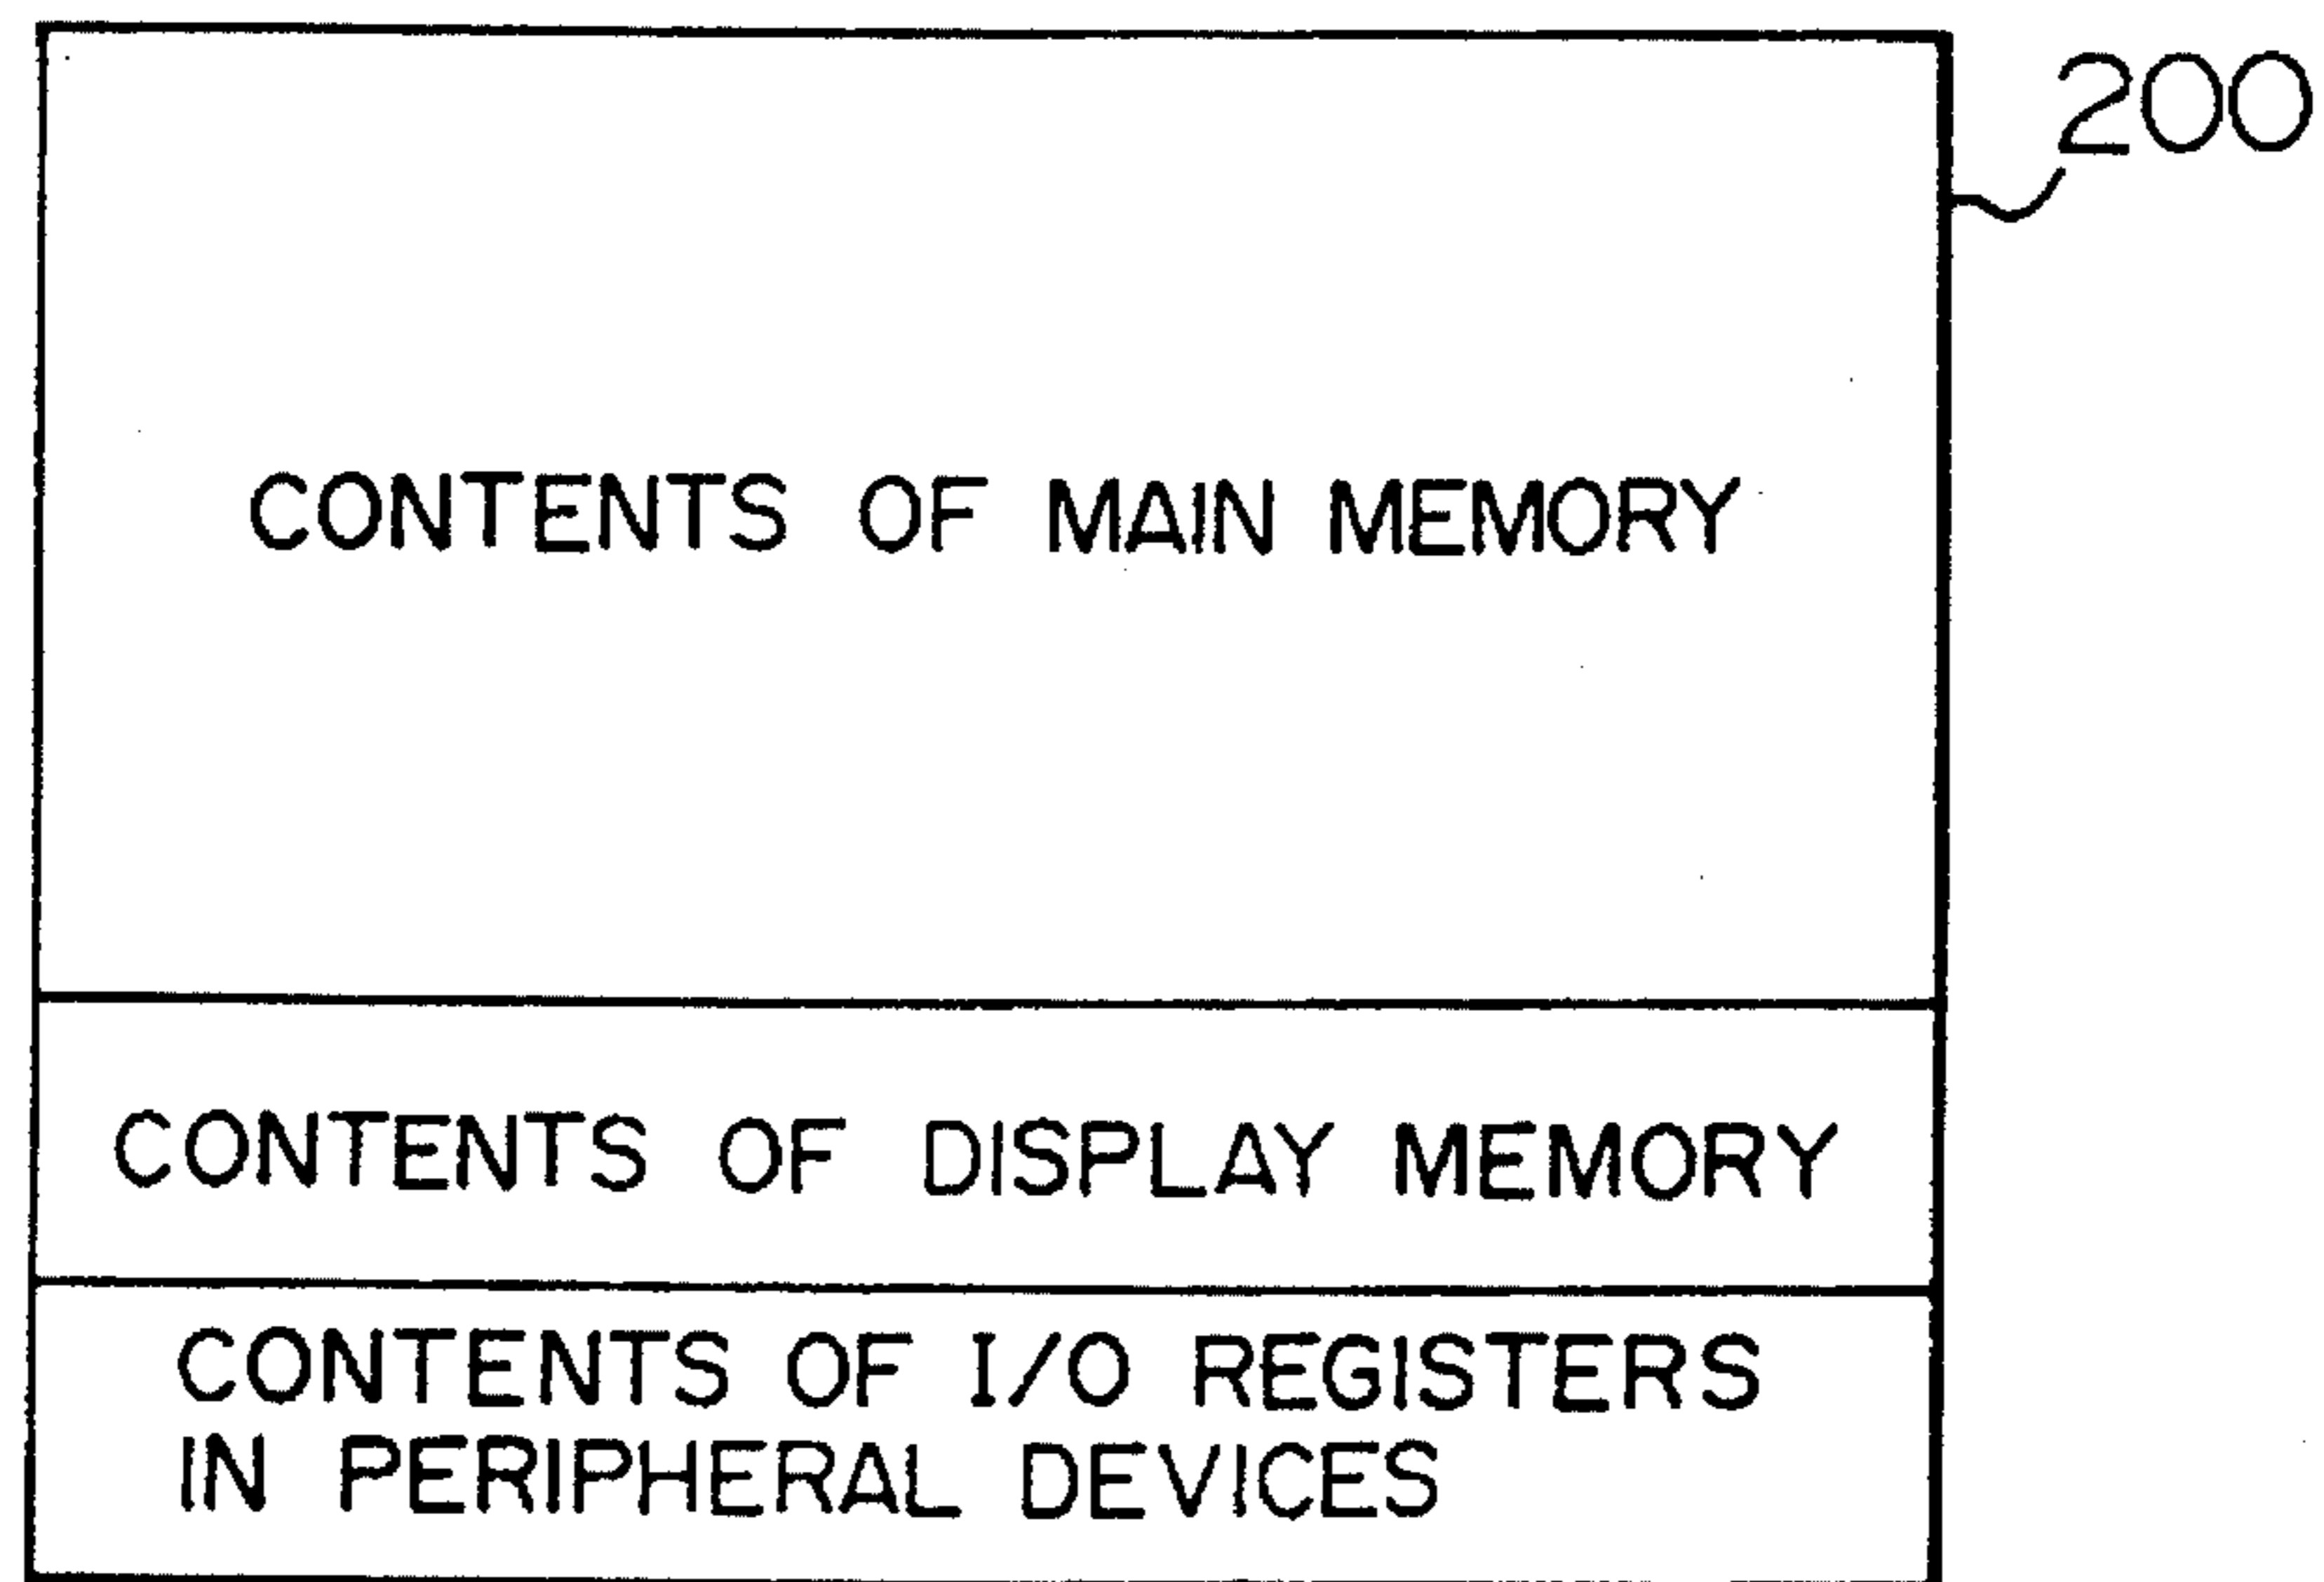 200
CONTENTS OF MAIN MEMORY
CONTENTS OF DISPLAY MEMORY
CONTENTS OF I/O REGISTERS
IN PERIPHERAL DEVICES